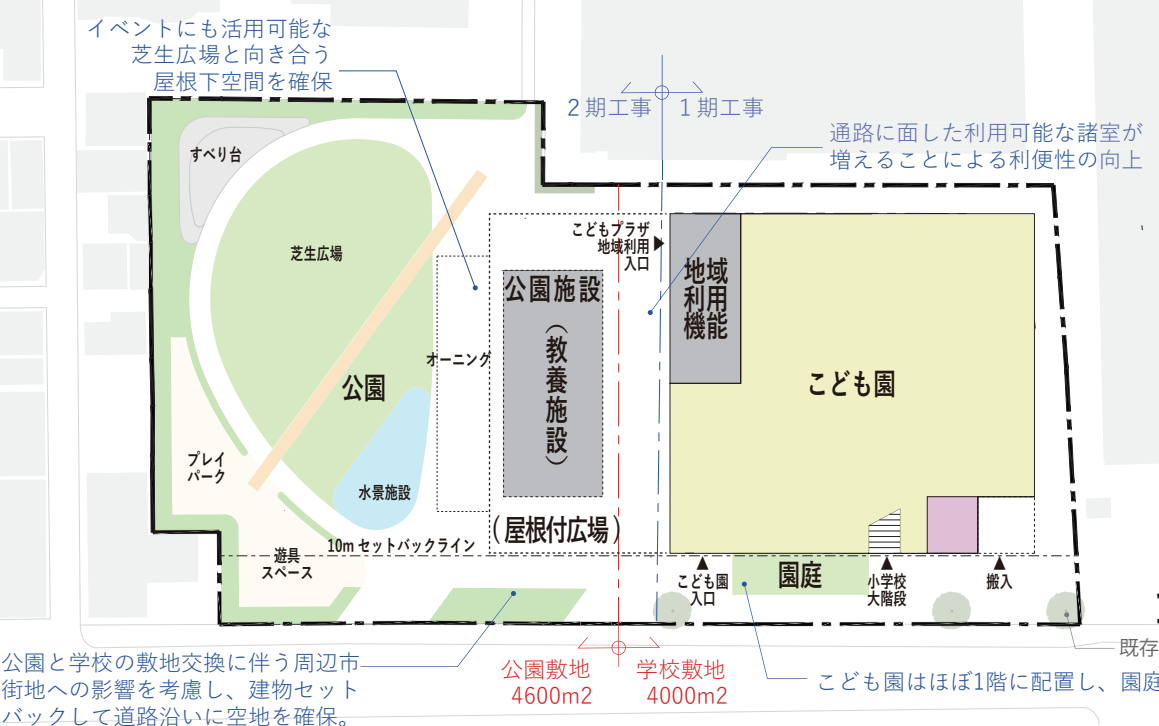 イベントにも活用可能な
芝生広場と向き合う
屋根下空間を確保
2期工事
1期工事
通路に面した利用可能な諸室が
増えることによる利便性の向上
すべり台
芝生広場
こどもプラザ
地域利用
入口
公園施設
(教養施設)
地域
利用
機能
オーニング
公園
こども園
プレイ
パーク
水景施設
(屋根付広場)
10mセットバックライン
遊具
スペース
こども園
入口
園庭
小学校
大階段
搬入
既存
公園と学校の敷地交換に伴う周辺市
街地への影響を考慮し、建物セット
バックして道路沿いに空地を確保。
公園敷地
4600m2
学校敷地
4000m2
こども園はほぼ1階に配置し、園庭